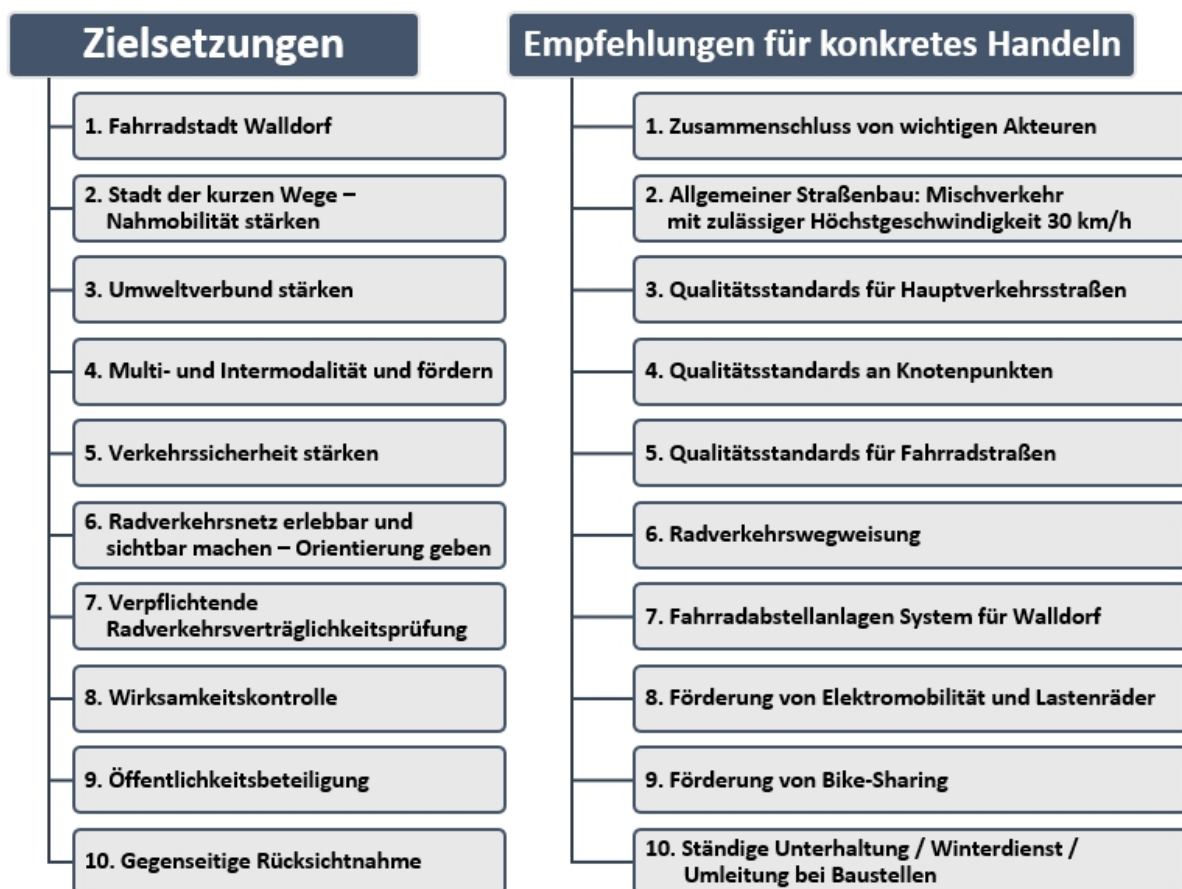 Zielsetzungen
1. Fahrradstadt Walldorf
2. Stadt der kurzen Wege –
Nahmobilität stärken
3. Umweltverbund stärken
4. Multi- und Intermodalität und fördern
5. Verkehrssicherheit stärken
6. Radverkehrsnetz erlebbar und
sichtbar machen – Orientierung geben
7. Verpflichtende
Radverkehrsverträglichkeitsprüfung
8. Wirksamkeitskontrolle
9. Öffentlichkeitsbeteiligung
10. Gegenseitige Rücksichtnahme
Empfehlungen für konkretes Handeln
1. Zusammenschluss von wichtigen Akteuren
2. Allgemeiner Straßenbau: Mischverkehr
mit zulässiger Höchstgeschwindigkeit 30 km/h
3. Qualitätsstandards für Hauptverkehrsstraßen
4. Qualitätsstandards an Knotenpunkten
5. Qualitätsstandards für Fahrradstraßen
6. Radverkehrswegweisung
7. Fahrradabstellanlagen System für Walldorf
8. Förderung von Elektromobilität und Lastenräder
9. Förderung von Bike-Sharing
10. Ständige Unterhaltung / Winterdienst /
Umleitung bei Baustellen